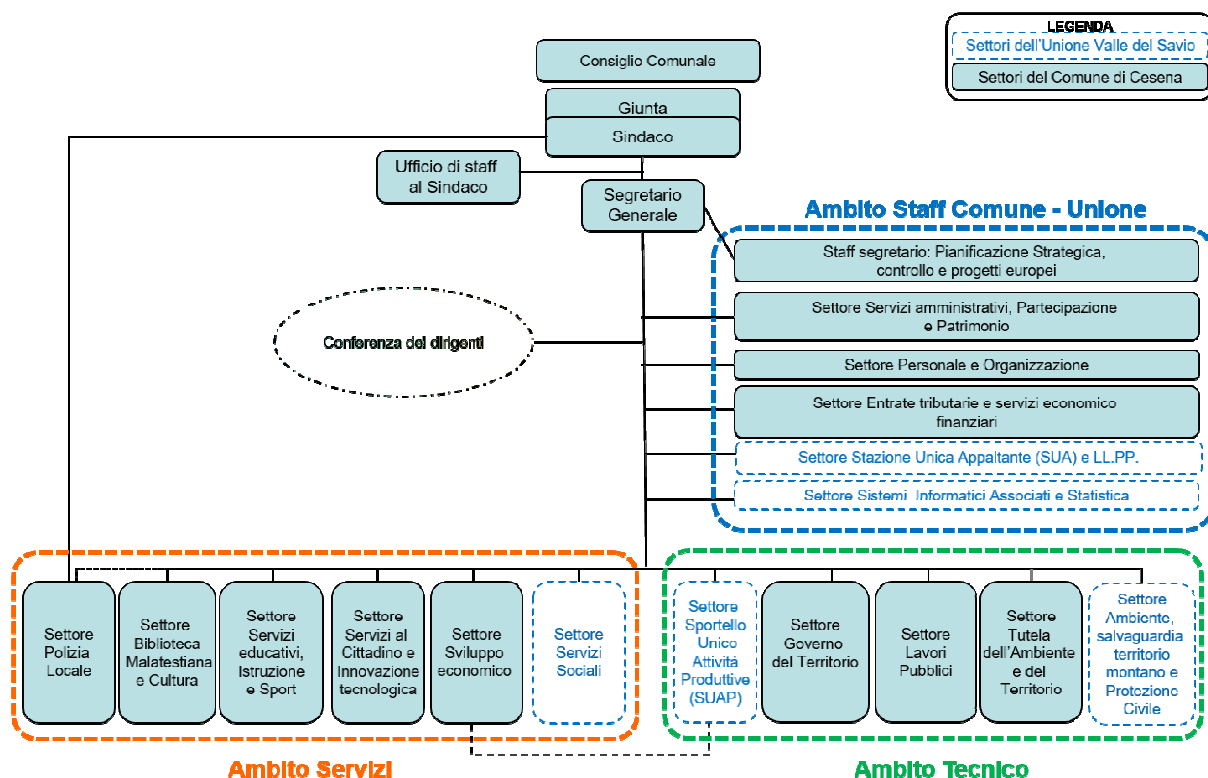 LEGENDA
Settori dell'Unione Valle del Savio
Settori del Comune di Cesena
Consiglio Comunale
Giunta
Sindaco
Ufficio di staff
al Sindaco
Segretario
Generale
Ambito Staff Comune - Unione
Staff segretario: Pianificazione Strategica,
controllo e progetti europei
Settore Servizi amministrativi, Partecipazione
e Patrimonio
Conferenza dei dirigenti
Settore Personale e Organizzazione
Settore Entrate tributarie e servizi economico
finanziari
Settore Stazione Unica Appaltante (SUA) e LL.PP.
Settore Sistemi Informatici Associati e Statistica
Settore
Polizia
Locale
Settore
Biblioteca
Malatestiana
e Cultura
Settore
Servizi
educativi,
Istruzione
e Sport
Settore
Servizi al
Cittadino e
Innovazione
tecnologica
Settore
Sviluppo
economico
Settore
Servizi
Sociali
Settore
Sportello
Unico
Attività
Produttive
(SUAP)
Settore
Governo
del Territorio
Settore
Lavori
Pubblici
Settore
Tutela
dell'Ambiente
e del
Territorio
Settore
Ambiente,
salvaguardia
territorio
montano e
Protezione
Civile
Ambito Servizi
Ambito Tecnico